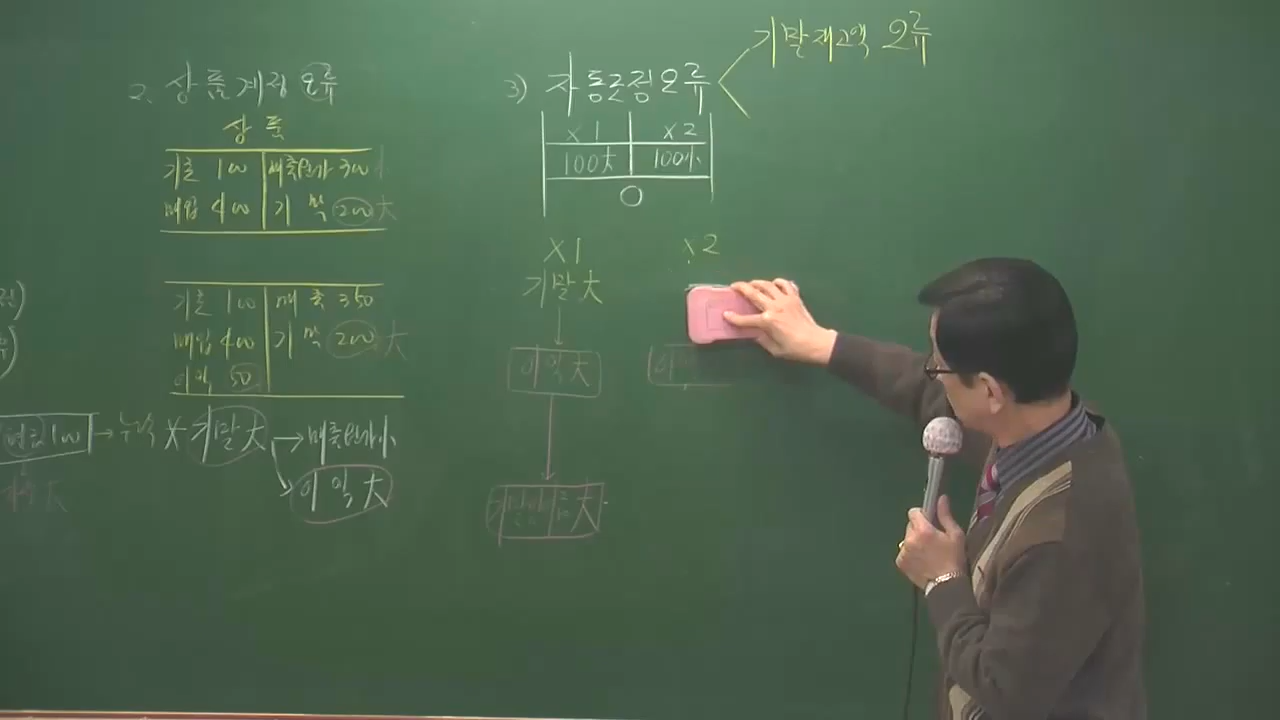 2. 상품계정오류
상 품
기초 100 매출원가 300 小
매입 400 기 말 200 大
기초 100 매 출 350
매입 400 기 말 200 大
이익 50
100 → 누락 기말 大 → 매출원가 小
이익 大
3) 자동조정오류
기말재고액 오류
X1 X2
100大 100小
0
X1 X2
기말 大
이익 大
大